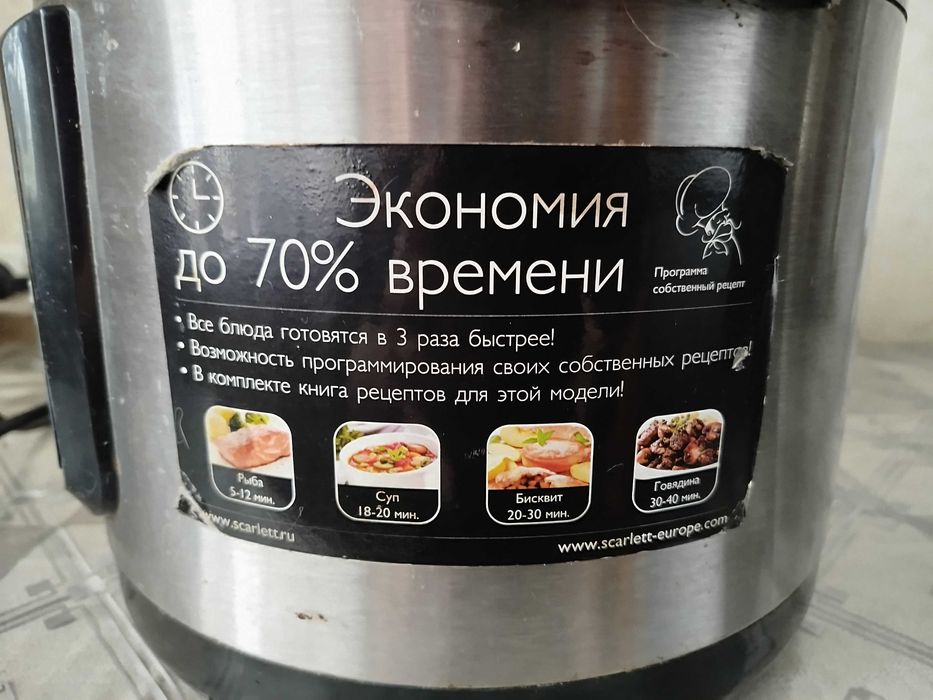 Экономия
до 70% времени
Программа
собственный рецепт
• Все блюда готовятся в 3 раза быстрее!
• Возможность программирования своих собственных рецептов!
• В комплекте книга рецептов для этой модели!
Рыба
5-12 мин.
Суп
18-20 мин.
Бисквит
20-30 мин.
Говядина
30-40 мин.
www.scarlett.ru
www.scarlett-europe.com